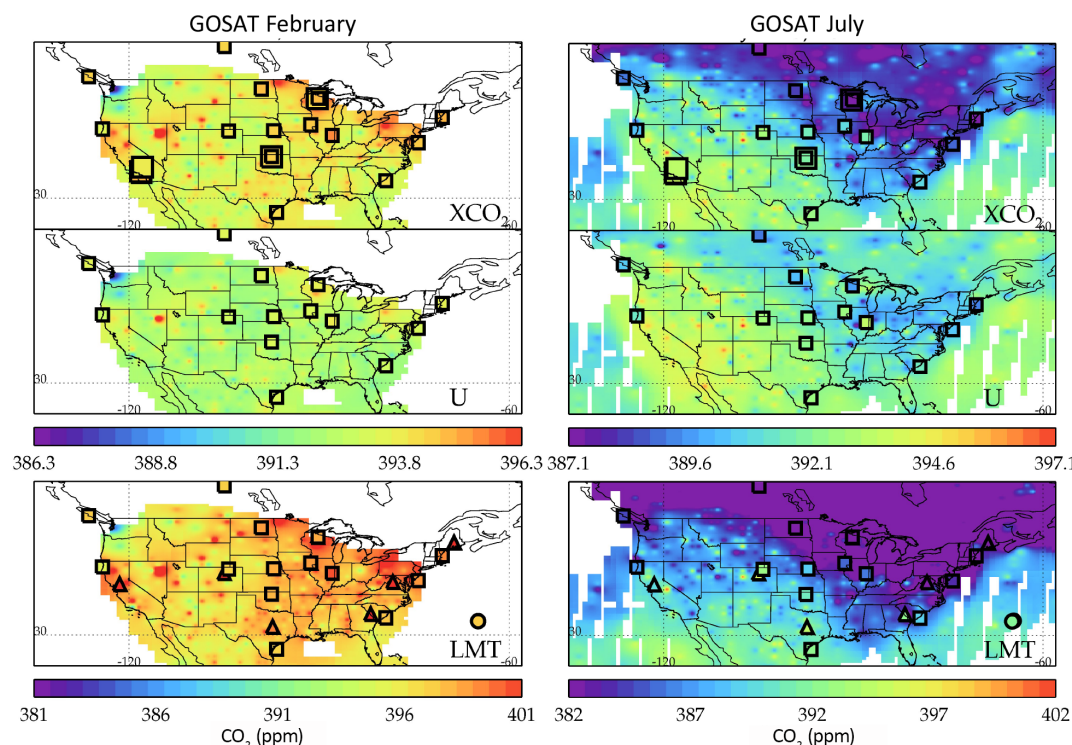 GOSAT February
GOSAT July
30
-120
-60
XCO2
30
-120
-60
XCO2
30
-120
-60
U
30
-120
-60
U
386.3 388.8 391.3 393.8 396.3
387.1 389.6 392.1 394.6 397.1
30
-120
-60
LMT
30
-120
-60
LMT
381 386 391 396 401
CO2 (ppm)
382 387 392 397 402
CO2 (ppm)